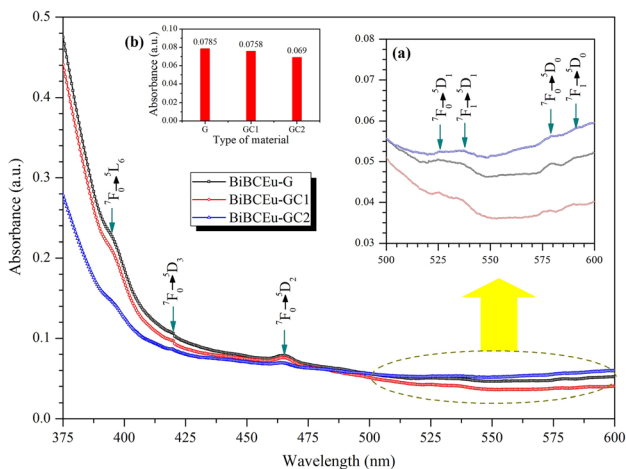 0.5
0.4
0.3
0.2
0.1
0.0
Absorbance (a.u.)
375 400 425 450 475 500 525 550 575 600
Wavelength (nm)
(b)
Absorbance (a.u.)
0.10
0.08
0.06
0.04
0.02
0.00
0.0785 0.0758 0.069
G GC1 GC2
Type of material
BiBCEu-G
BiBCEu-GC1
BiBCEu-GC2
⁷F₀→⁵L₆
⁷F₀→⁵D₃
⁷F₀→⁵D₂
(a)
0.08
0.07
0.06
0.05
0.04
0.03
500 525 550 575 600
⁷F₀→⁵D₁
⁷F₁→⁵D₁
⁷F₀→⁵D₀
⁷F₁→⁵D₀